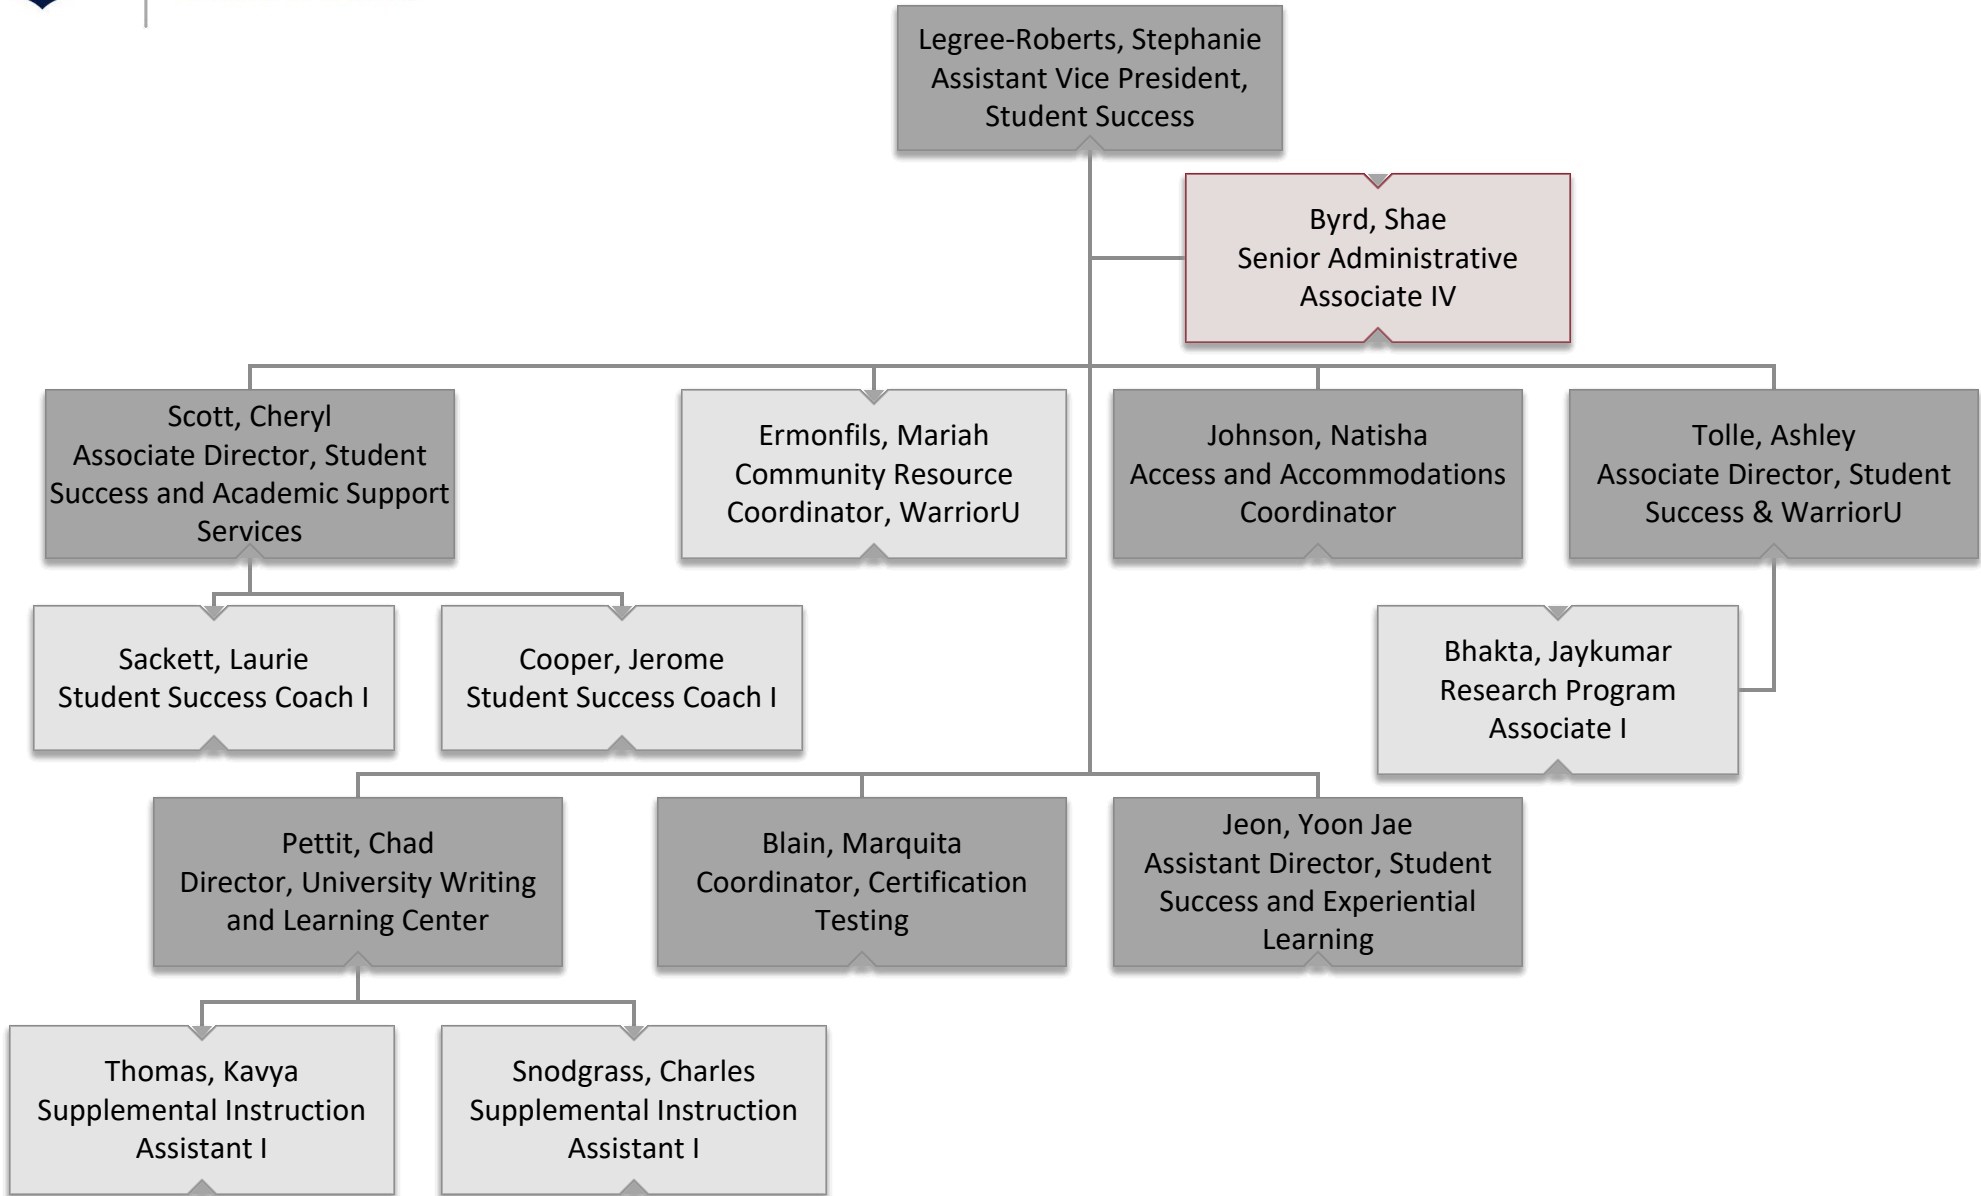 Legree-Roberts, Stephanie
Assistant Vice President,
Student Success
Byrd, Shae
Senior Administrative
Associate IV
Scott, Cheryl
Associate Director, Student
Success and Academic Support
Services
Ermonfils, Mariah
Community Resource
Coordinator, WarriorU
Johnson, Natisha
Access and Accommodations
Coordinator
Tolle, Ashley
Associate Director, Student
Success & WarriorU
Sackett, Laurie
Student Success Coach I
Cooper, Jerome
Student Success Coach I
Bhakta, Jaykumar
Research Program
Associate I
Pettit, Chad
Director, University Writing
and Learning Center
Blain, Marquita
Coordinator, Certification
Testing
Jeon, Yoon Jae
Assistant Director, Student
Success and Experiential
Learning
Thomas, Kavya
Supplemental Instruction
Assistant I
Snodgrass, Charles
Supplemental Instruction
Assistant I